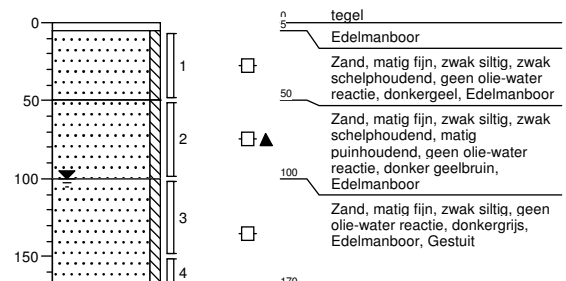 0
50
100
150
1
2
3
4
0
tegel
5
Edelmanboor
Zand, matig fijn, zwak siltig, zwak
schelphoudend, geen olie-water
reactie, donkergeel, Edelmanboor
50
Zand, matig fijn, zwak siltig, zwak
schelphoudend, matig
puinhoudend, geen olie-water
reactie, donker geelbruin,
Edelmanboor
100
Zand, matig fijn, zwak siltig, geen
olie-water reactie, donkergrijs,
Edelmanboor, Gestuit
170